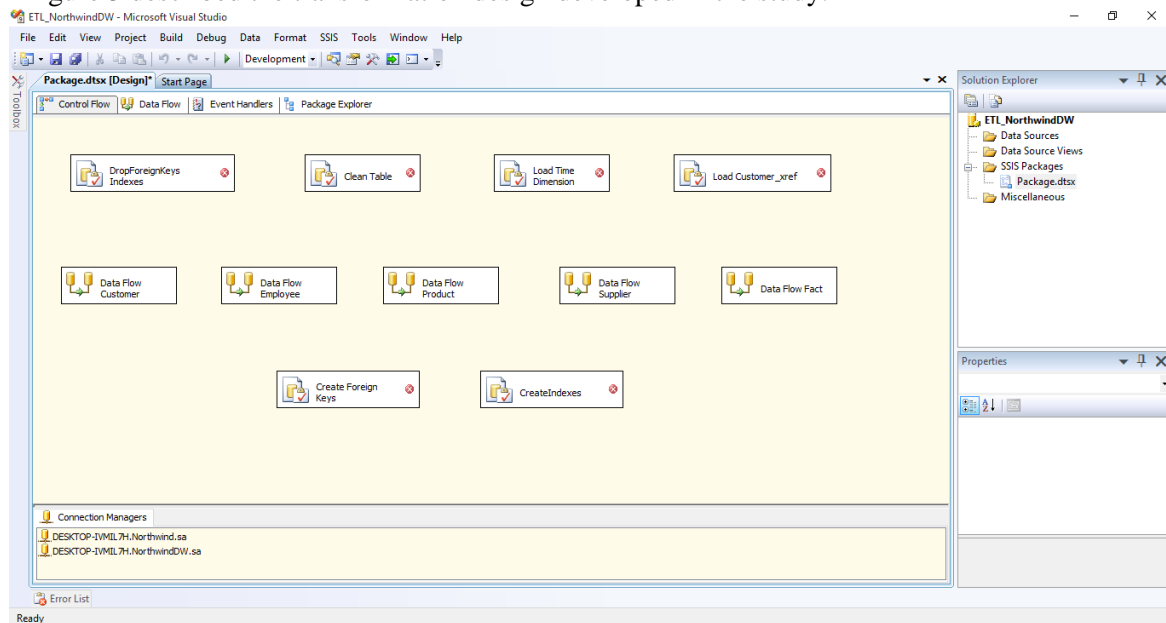 ETL_NorthwindDW - Microsoft Visual Studio
File Edit View Project Build Debug Data Format SSIS Tools Window Help
Development
Toolbox
Package.dtsx [Design]* Start Page
Control Flow Data Flow Event Handlers Package Explorer
DropForeignKeys
Indexes
Clean Table
Load Time
Dimension
Load Customer_xref
Data Flow
Customer
Data Flow
Employee
Data Flow
Product
Data Flow
Supplier
Data Flow Fact
Create Foreign
Keys
CreateIndexes
Connection Managers
DESKTOP-IVMIL7H.Northwind.sa
DESKTOP-IVMIL7H.NorthwindDW.sa
Solution Explorer
ETL_NorthwindDW
Data Sources
Data Source Views
SSIS Packages
Package.dtsx
Miscellaneous
Properties
Error List
Ready